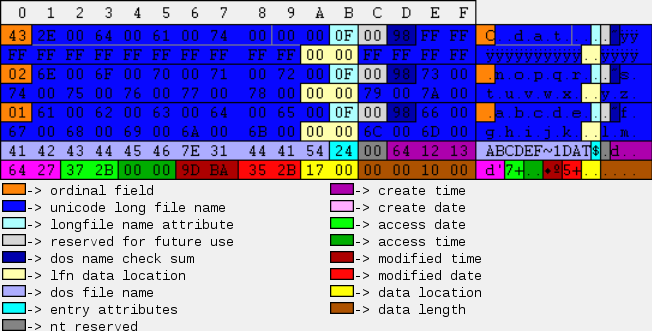 0 1 2 3 4 5 6 7 8 9 A B C D E F
43 2E 00 64 00 61 00 74 00 00 00 0F 00 98 FF FF C.d.a.t.......ÿÿ
FF FF FF FF FF FF FF FF FF FF 00 00 FF FF FF FF ÿÿÿÿÿÿÿÿÿÿ..ÿÿÿÿ
02 6E 00 6F 00 70 00 71 00 72 00 0F 00 98 73 00 .n.o.p.q.r....s.
74 00 75 00 76 00 77 00 78 00 00 00 79 00 7A 00 t.u.v.w.x...y.z.
01 61 00 62 00 63 00 64 00 65 00 0F 00 98 66 00 .a.b.c.d.e....f.
67 00 68 00 69 00 6A 00 6B 00 00 00 6C 00 6D 00 g.h.i.j.k...l.m.
41 42 43 44 45 46 7E 31 44 41 54 24 00 64 12 13 ABCDEF~1DAT$.d..
64 27 37 2B 00 00 9D BA 35 2B 17 00 00 00 10 00 d'7+..•º5+......
-> ordinal field
-> unicode long file name
-> longfile name attribute
-> reserved for future use
-> dos name check sum
-> lfn data location
-> dos file name
-> entry attributes
-> nt reserved
-> create time
-> create date
-> access date
-> access time
-> modified time
-> modified date
-> data location
-> data length